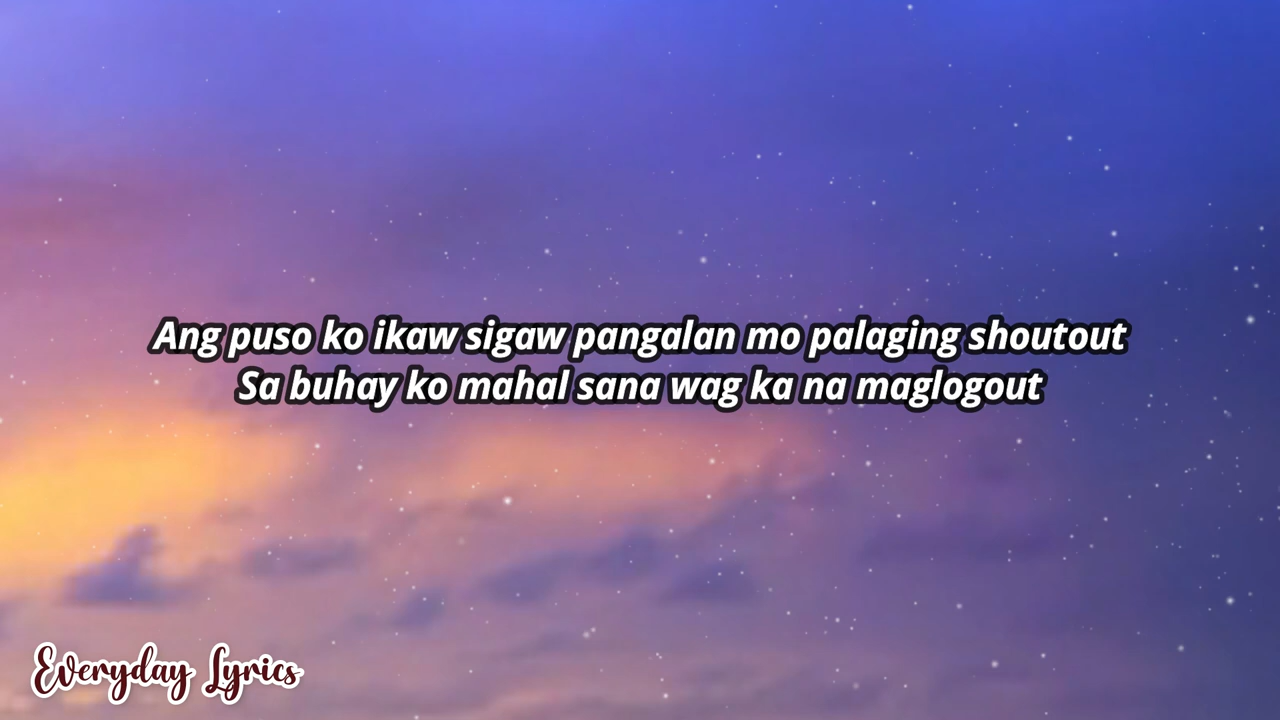 Ang puso ko ikaw sigaw pangalan mo palaging shoutout
Sa buhay ko mahal sana wag ka na maglogout
Everyday Lyrics